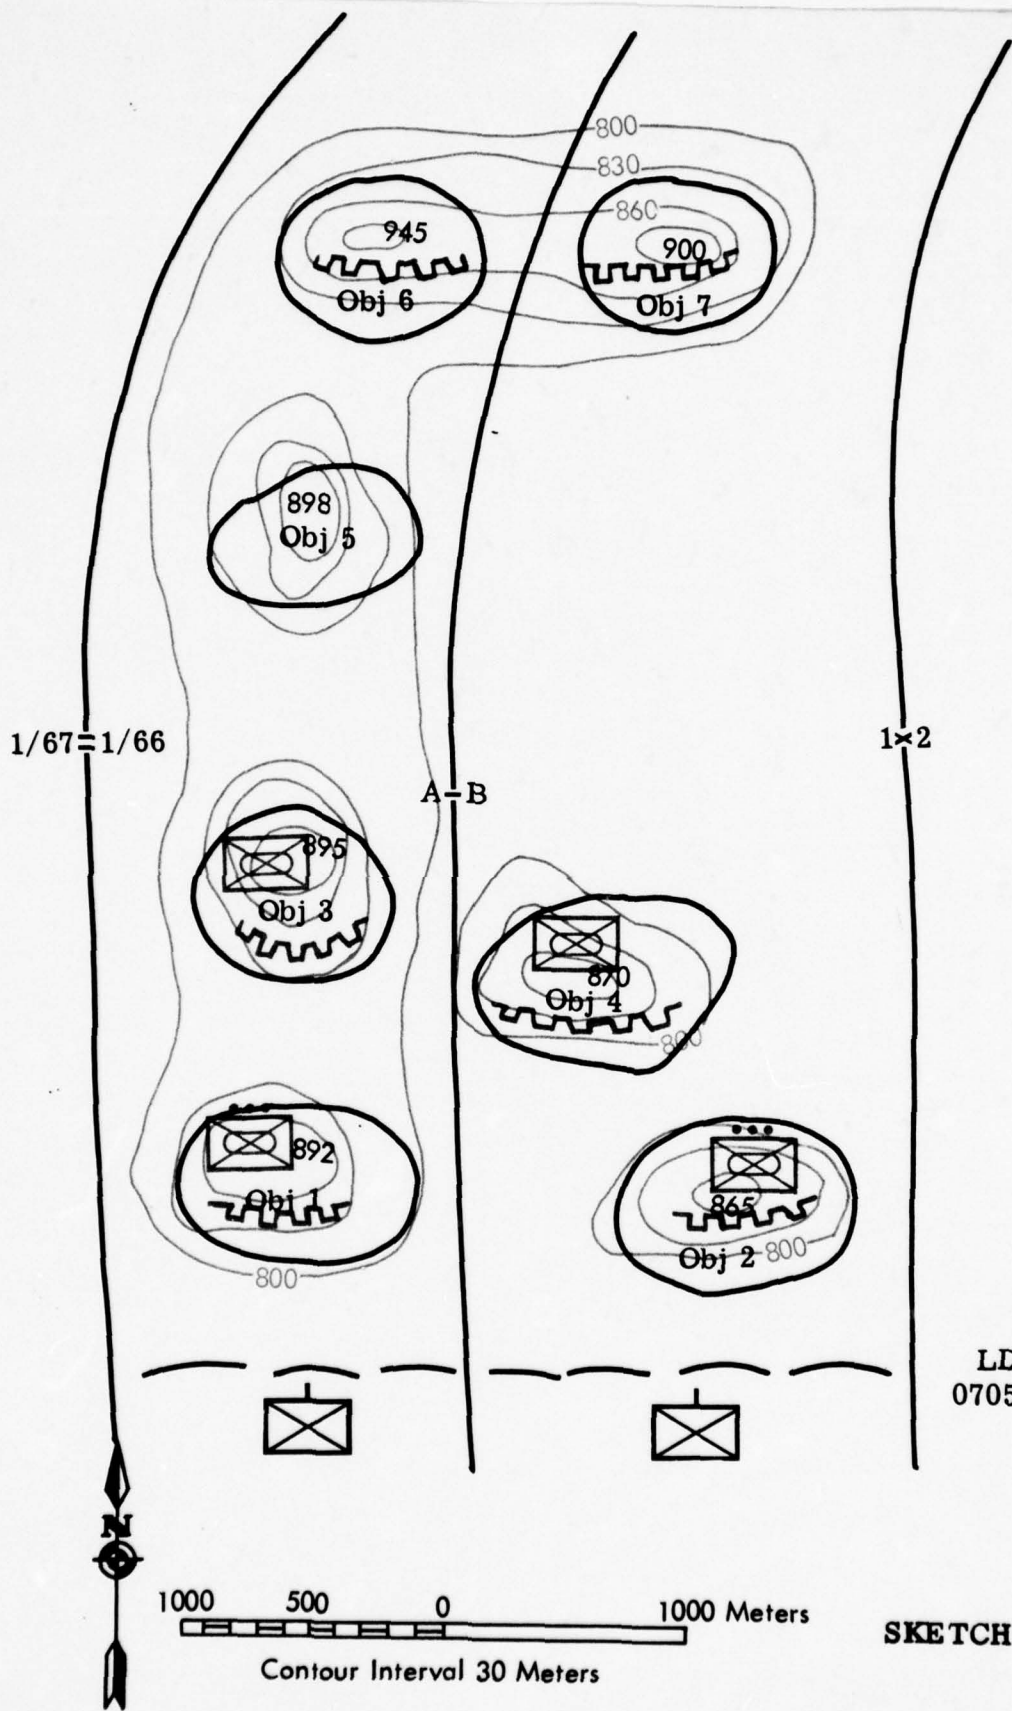 800
830
860
945
900
Obj 6
Obj 7
898
Obj 5
1/67 = 1/66
1 x 2
A - B
895
Obj 3
870
Obj 4
800
892
Obj 1
865
Obj 2
800
800
LD
0705
N
1000 500 0 1000 Meters
SKETCH
Contour Interval 30 Meters